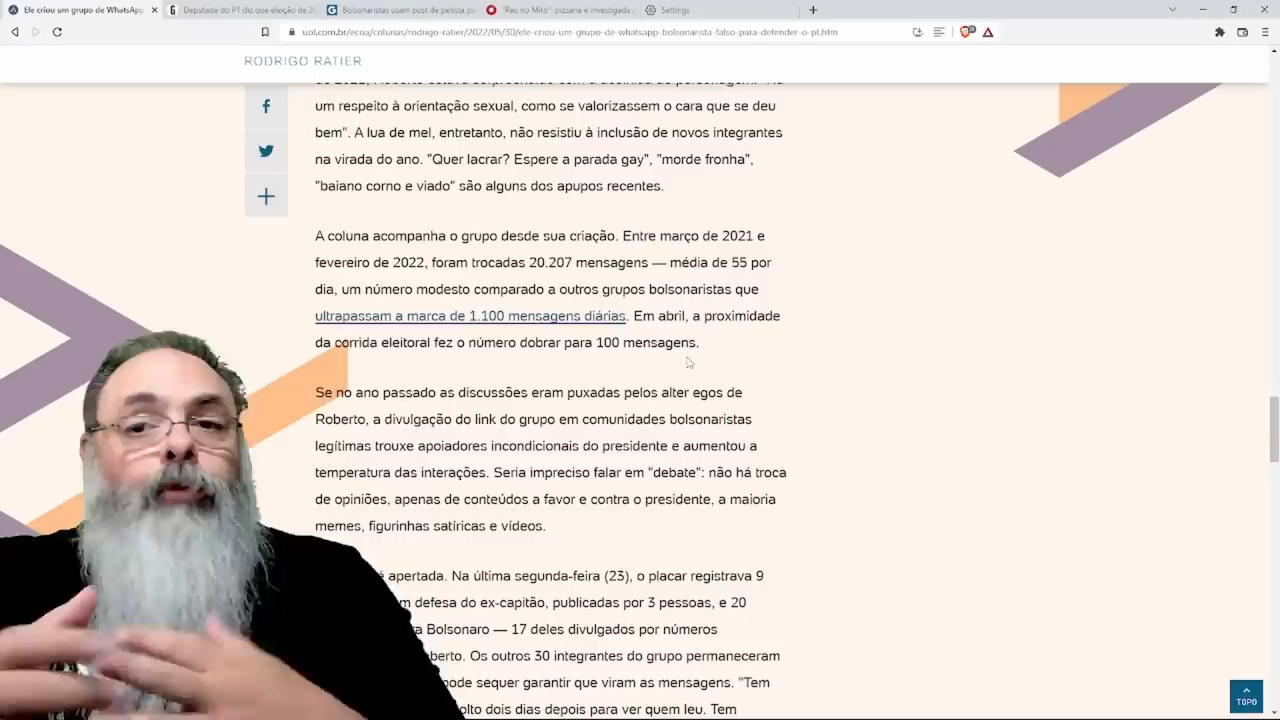 Ele criou um grupo de WhatsApp
Deputada do PT diz que eleição de 20
Bolsonaristas usam post de petista pa
"Pau no Mito": pizzaria é investigada
Settings
uol.com.br/ecoa/colunas/rodrigo-ratier/2022/05/30/ele-criou-um-grupo-de-whatsapp-bolsonarista-falso-para-defender-o-pt.htm
RODRIGO RATIER
um respeito à orientação sexual, como se valorizassem o cara que se deu
bem". A lua de mel, entretanto, não resistiu à inclusão de novos integrantes
na virada do ano. "Quer lacrar? Espere a parada gay", "morde fronha",
"baiano corno e viado" são alguns dos apupos recentes.
A coluna acompanha o grupo desde sua criação. Entre março de 2021 e
fevereiro de 2022, foram trocadas 20.207 mensagens — média de 55 por
dia, um número modesto comparado a outros grupos bolsonaristas que
ultrapassam a marca de 1.100 mensagens diárias. Em abril, a proximidade
da corrida eleitoral fez o número dobrar para 100 mensagens.
Se no ano passado as discussões eram puxadas pelos alter egos de
Roberto, a divulgação do link do grupo em comunidades bolsonaristas
legítimas trouxe apoiadores incondicionais do presidente e aumentou a
temperatura das interações. Seria impreciso falar em "debate": não há troca
de opiniões, apenas de conteúdos a favor e contra o presidente, a maioria
memes, figurinhas satíricas e vídeos.
é apertada. Na última segunda-feira (23), o placar registrava 9
m defesa do ex-capitão, publicadas por 3 pessoas, e 20
a Bolsonaro — 17 deles divulgados por números
berto. Os outros 30 integrantes do grupo permaneceram
ode sequer garantir que viram as mensagens. "Tem
olto dois dias depois para ver quem leu. Tem
TOPO